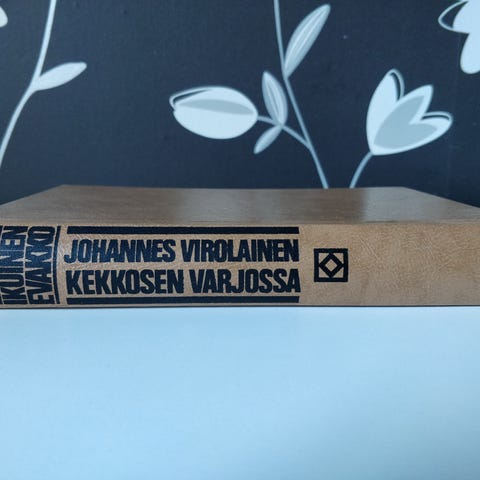 IKUINEN
EVAKKO
JOHANNES VIROLAINEN
KEKKOSEN VARJOSSA